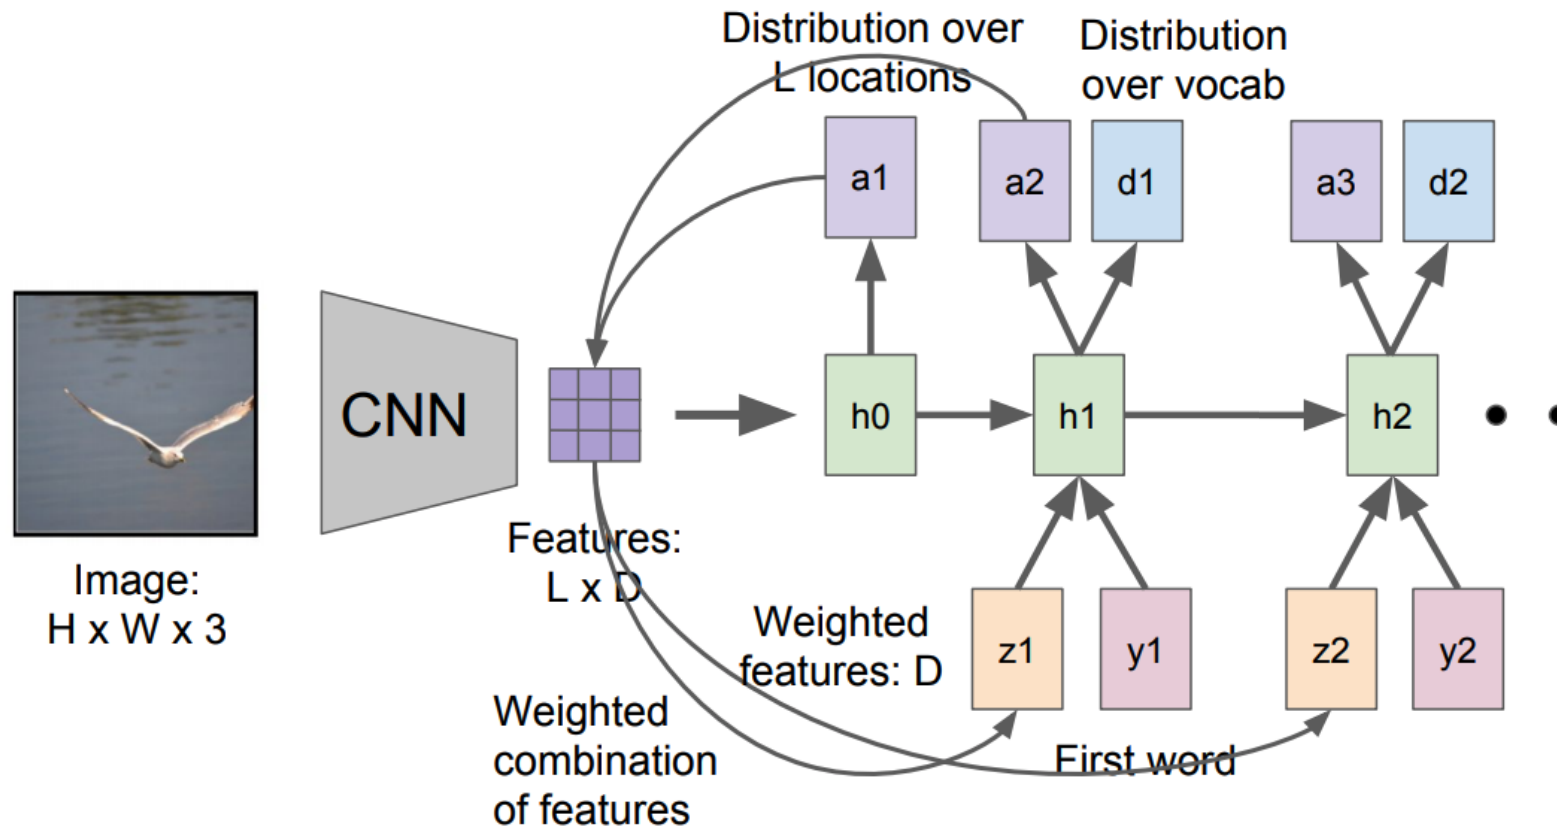 Distribution over
L locations
Distribution
over vocab
a1
a2
d1
a3
d2
CNN
h0
h1
h2
Features:
L x D
Image:
H x W x 3
Weighted
features: D
z1
y1
z2
y2
Weighted
combination
of features
First word